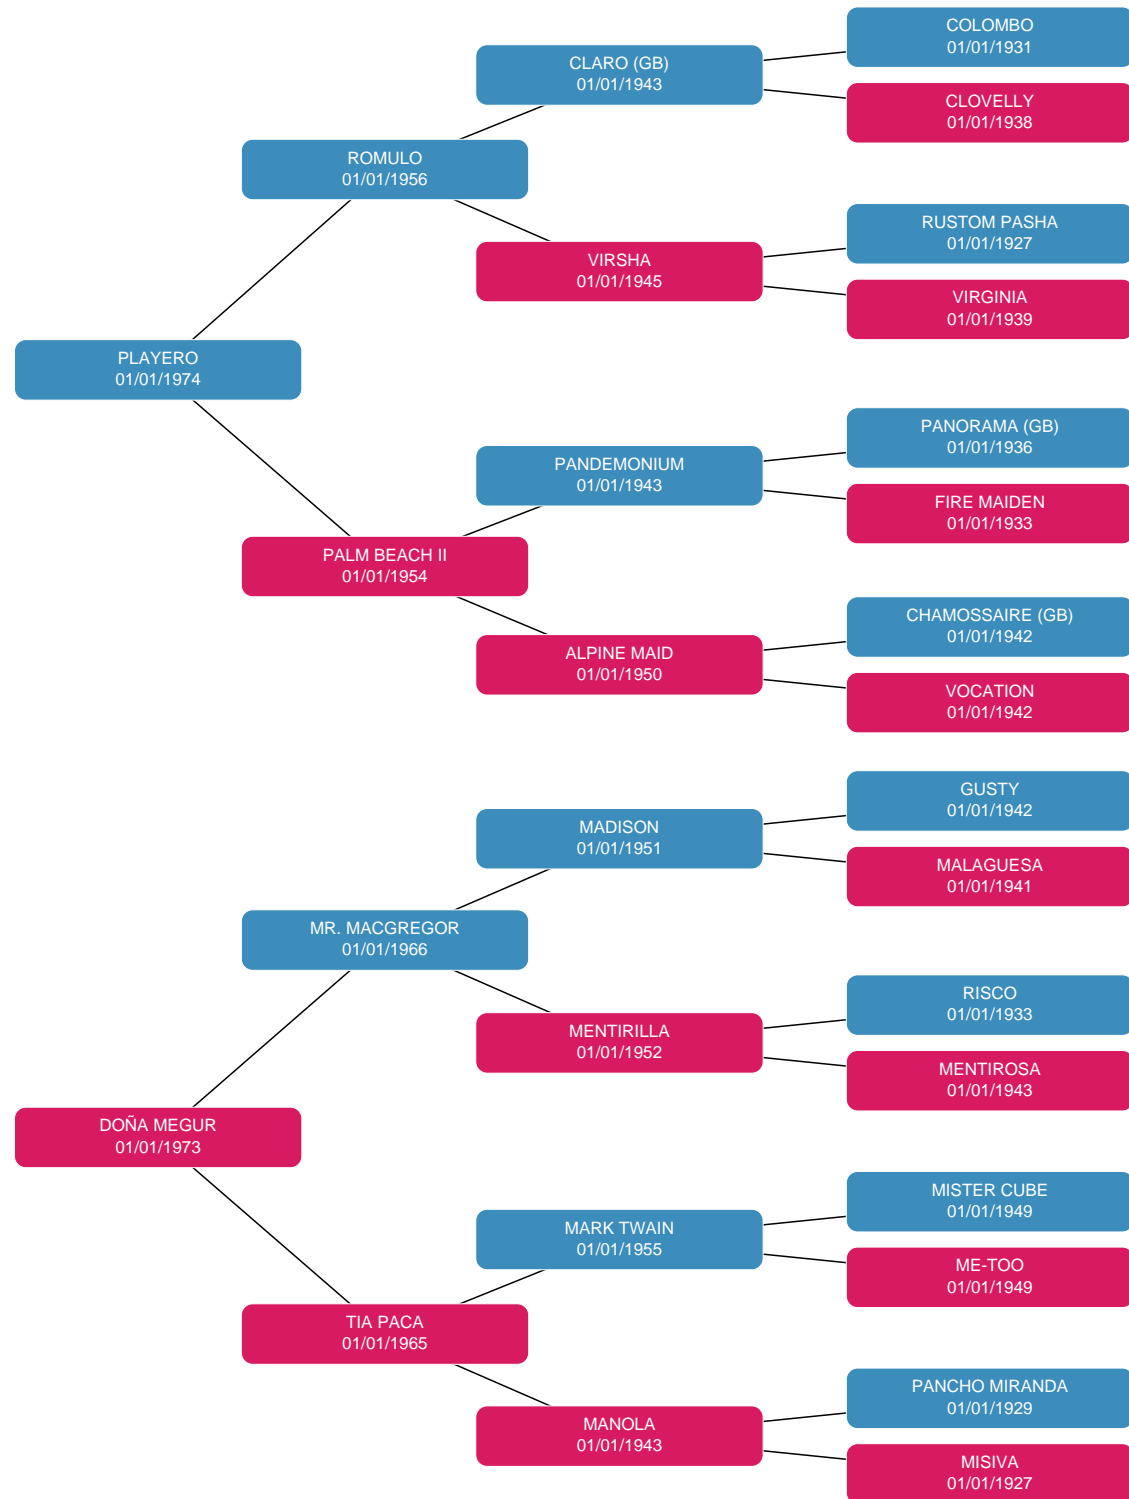 COLOMBO
01/01/1931
CLARO (GB)
01/01/1943
CLOVELLY
01/01/1938
ROMULO
01/01/1956
RUSTOM PASHA
01/01/1927
VIRSHA
01/01/1945
VIRGINIA
01/01/1939
PLAYERO
01/01/1974
PANORAMA (GB)
01/01/1936
PANDEMONIUM
01/01/1943
FIRE MAIDEN
01/01/1933
PALM BEACH II
01/01/1954
CHAMOSSAIRE (GB)
01/01/1942
ALPINE MAID
01/01/1950
VOCATION
01/01/1942
GUSTY
01/01/1942
MADISON
01/01/1951
MALAGUESA
01/01/1941
MR. MACGREGOR
01/01/1966
RISCO
01/01/1933
MENTIRILLA
01/01/1952
MENTIROSA
01/01/1943
DOÑA MEGUR
01/01/1973
MISTER CUBE
01/01/1949
MARK TWAIN
01/01/1955
ME-TOO
01/01/1949
TIA PACA
01/01/1965
PANCHO MIRANDA
01/01/1929
MANOLA
01/01/1943
MISIVA
01/01/1927